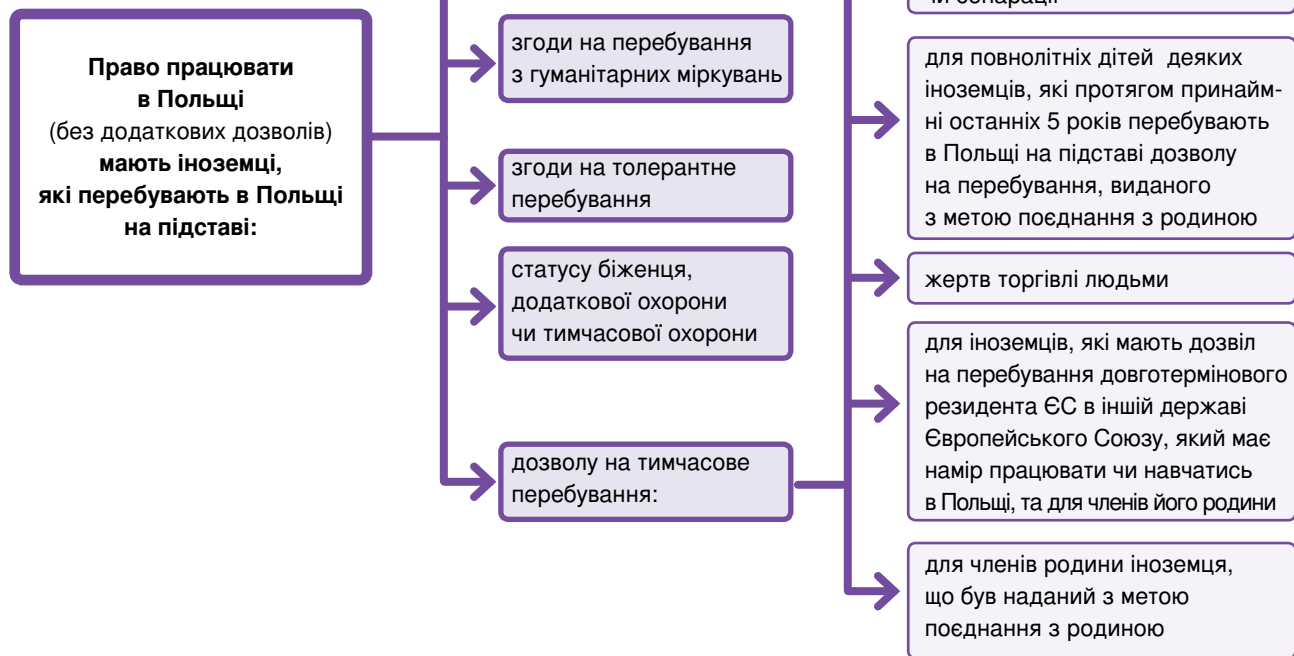 Право працювати
в Польщі
(без додаткових дозволів)
мають іноземці,
які перебувають в Польщі
на підставі:
згоди на перебування
з гуманітарних міркувань
згоди на толерантне
перебування
статусу біженця,
додаткової охорони
чи тимчасової охорони
дозволу на тимчасове
перебування:
чи сепарації
для повнолітніх дітей деяких
іноземців, які протягом принайм-
ні останніх 5 років перебувають
в Польщі на підставі дозволу
на перебування, виданого
з метою поєднання з родиною
жертв торгівлі людьми
для іноземців, які мають дозвіл
на перебування довготермінового
резидента ЄС в іншій державі
Європейського Союзу, який має
намір працювати чи навчатись
в Польщі, та для членів його родини
для членів родини іноземця,
що був наданий з метою
поєднання з родиною